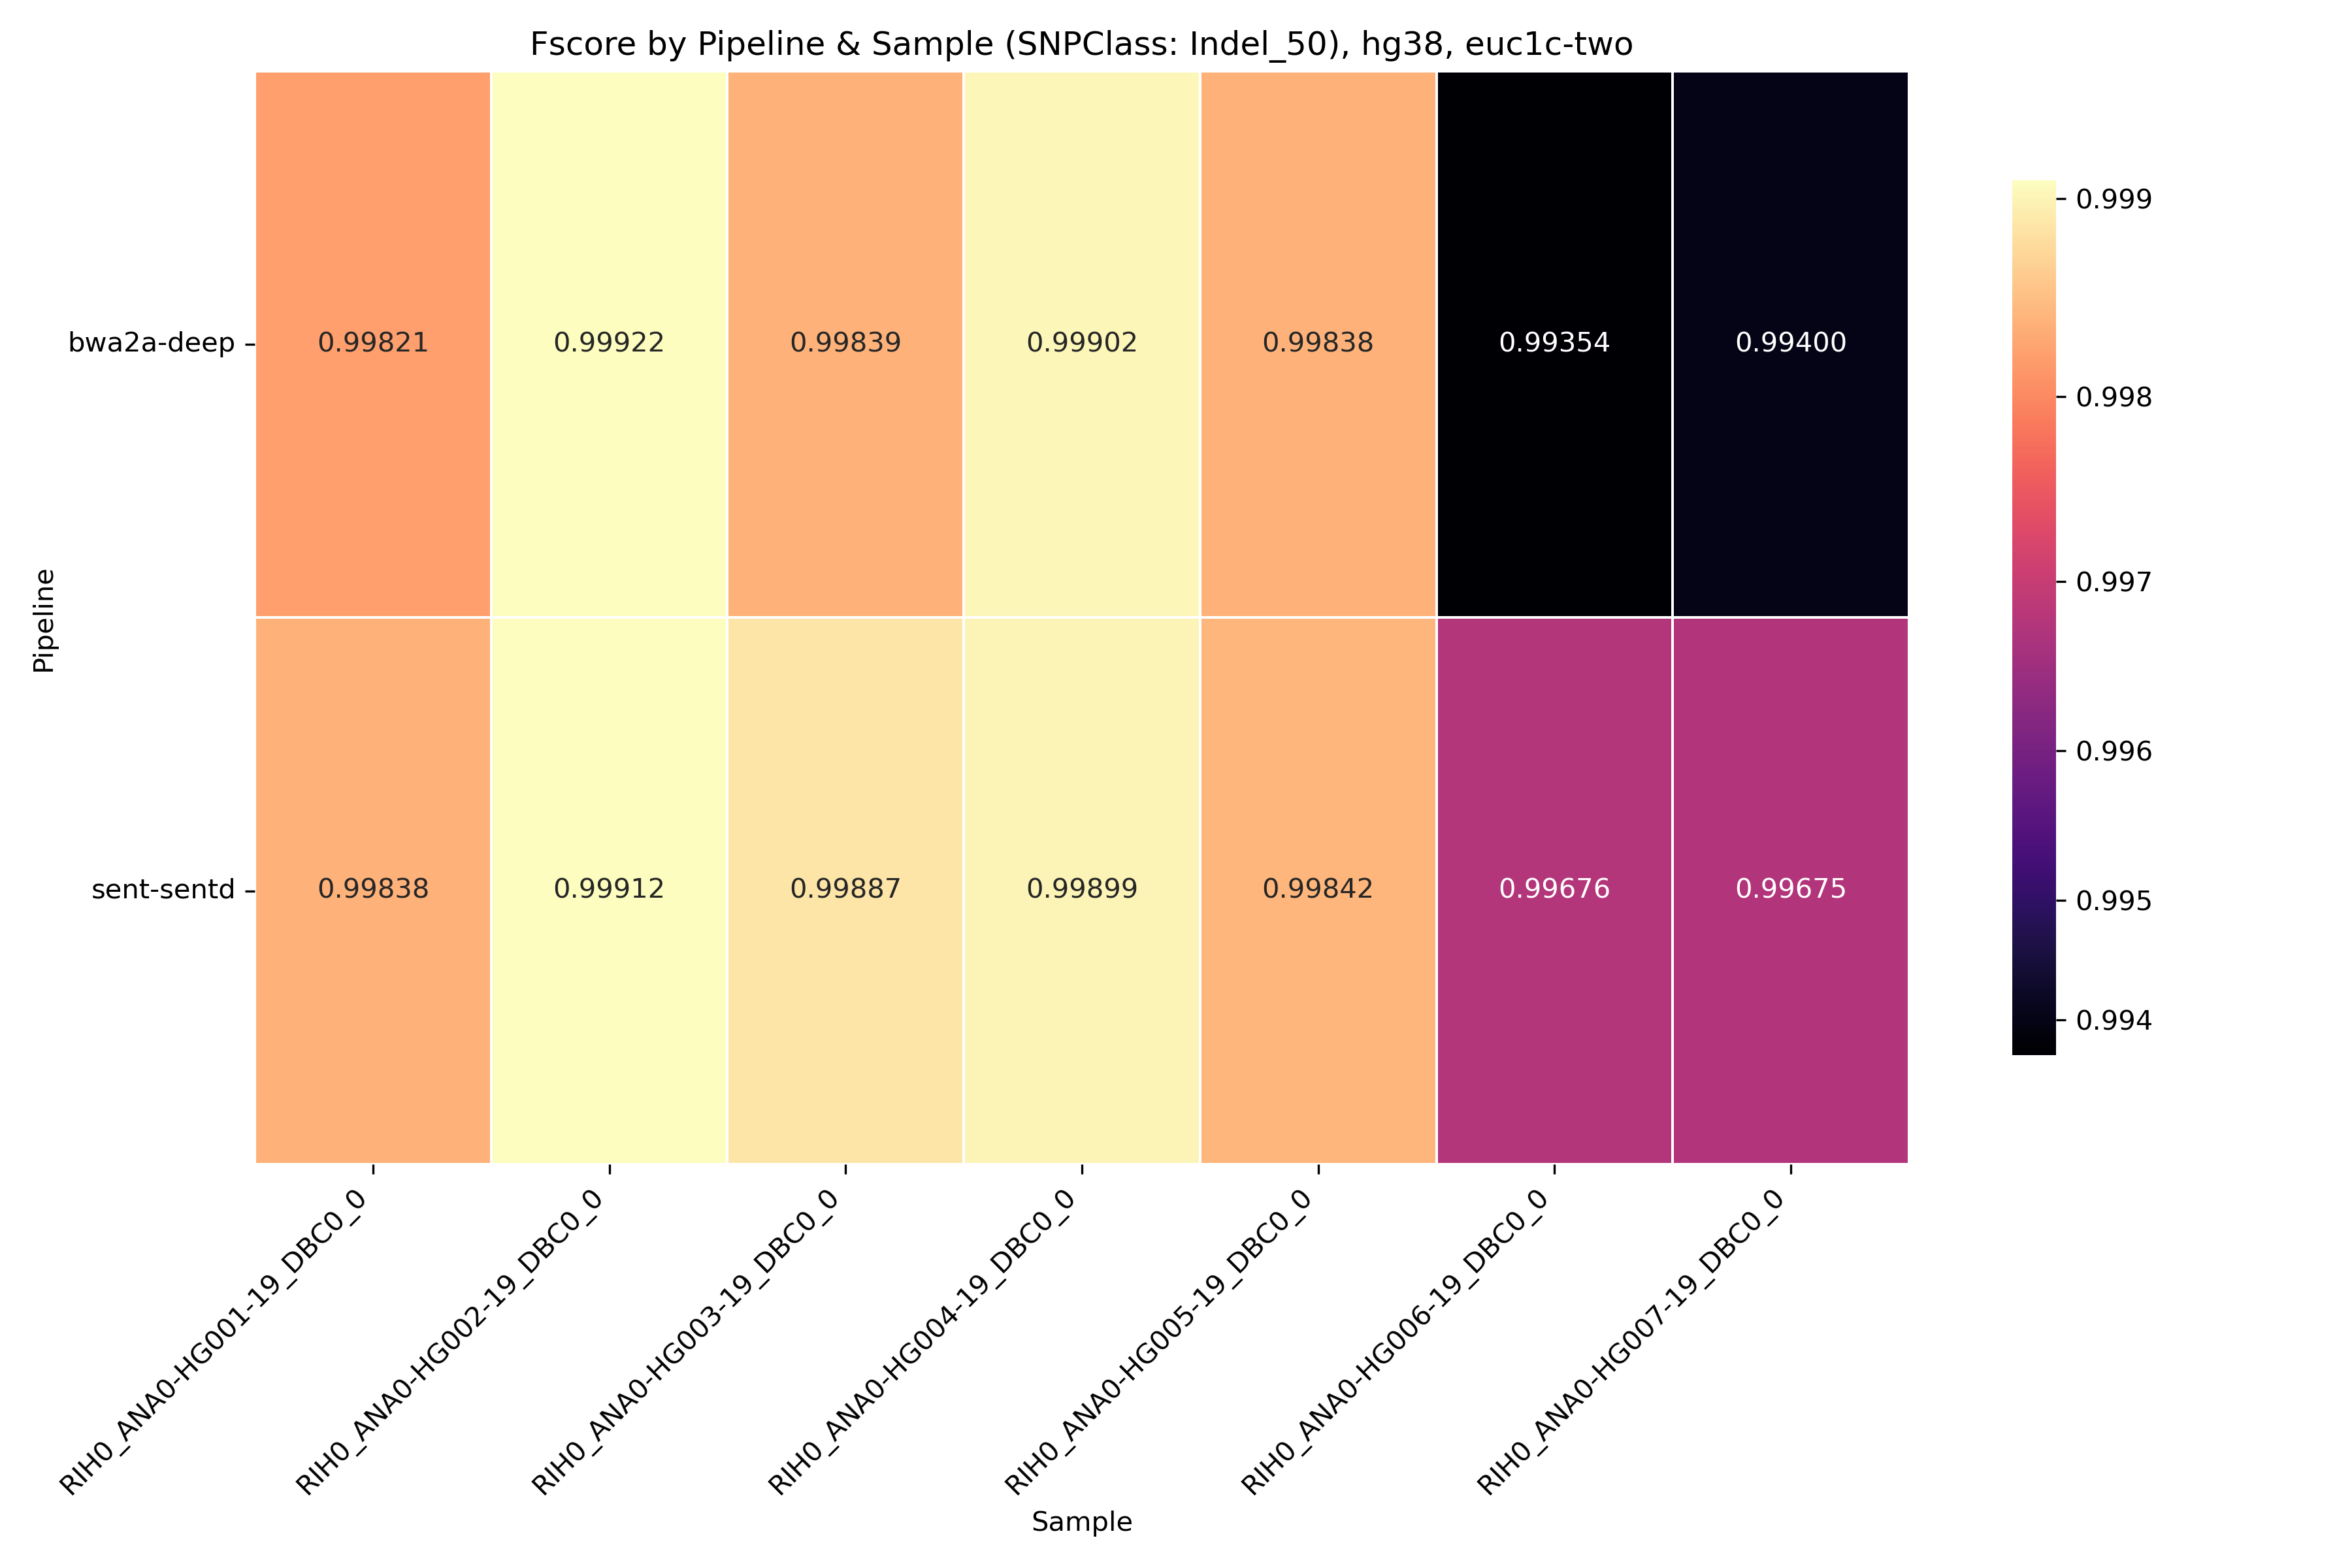 Fscore by Pipeline & Sample (SNPClass: Indel_50), hg38, euc1c-two
Pipeline
bwa2a-deep
0.99821 0.99922 0.99839 0.99902 0.99838 0.99354 0.99400
sent-sentd
0.99838 0.99912 0.99887 0.99899 0.99842 0.99676 0.99675
RIH0_ANA0-HG001-19_DBC0_0
RIH0_ANA0-HG002-19_DBC0_0
RIH0_ANA0-HG003-19_DBC0_0
RIH0_ANA0-HG004-19_DBC0_0
RIH0_ANA0-HG005-19_DBC0_0
RIH0_ANA0-HG006-19_DBC0_0
RIH0_ANA0-HG007-19_DBC0_0
Sample
0.999
0.998
0.997
0.996
0.995
0.994